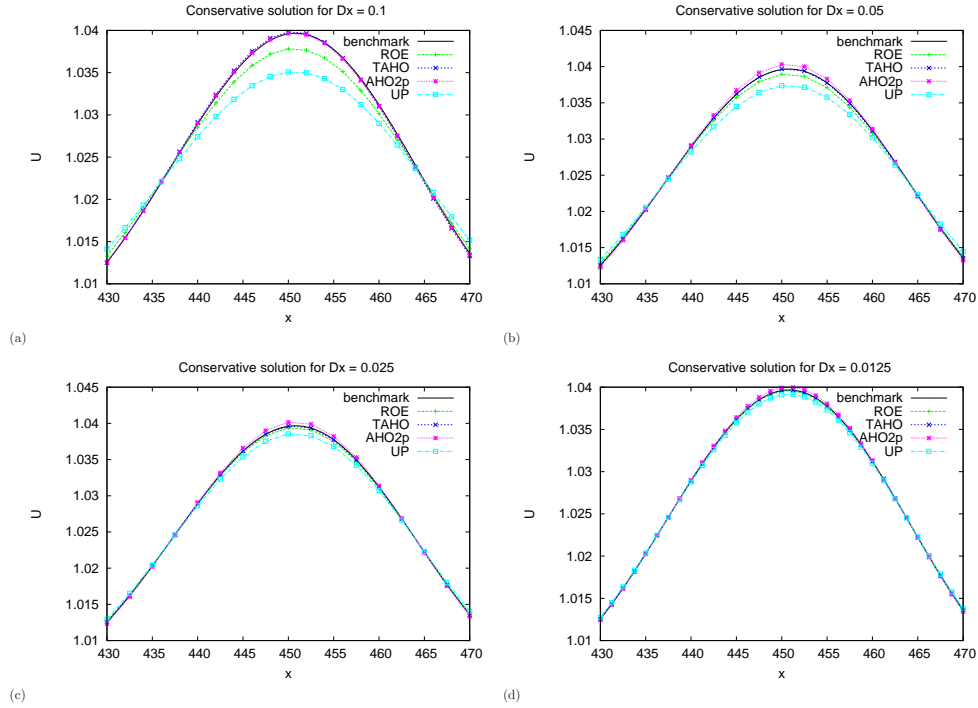 Conservative solution for Dx = 0.1
1.04
1.035
1.03
1.025
1.02
1.015
1.01
U
benchmark
ROE
TAHO
AHO2p
UP
430 435 440 445 450 455 460 465 470
x
(a)
Conservative solution for Dx = 0.05
1.045
1.04
1.035
1.03
1.025
1.02
1.015
1.01
U
benchmark
ROE
TAHO
AHO2p
UP
430 435 440 445 450 455 460 465 470
x
(b)
Conservative solution for Dx = 0.025
1.045
1.04
1.035
1.03
1.025
1.02
1.015
1.01
U
benchmark
ROE
TAHO
AHO2p
UP
430 435 440 445 450 455 460 465 470
x
(c)
Conservative solution for Dx = 0.0125
1.04
1.035
1.03
1.025
1.02
1.015
1.01
U
benchmark
ROE
TAHO
AHO2p
UP
430 435 440 445 450 455 460 465 470
x
(d)